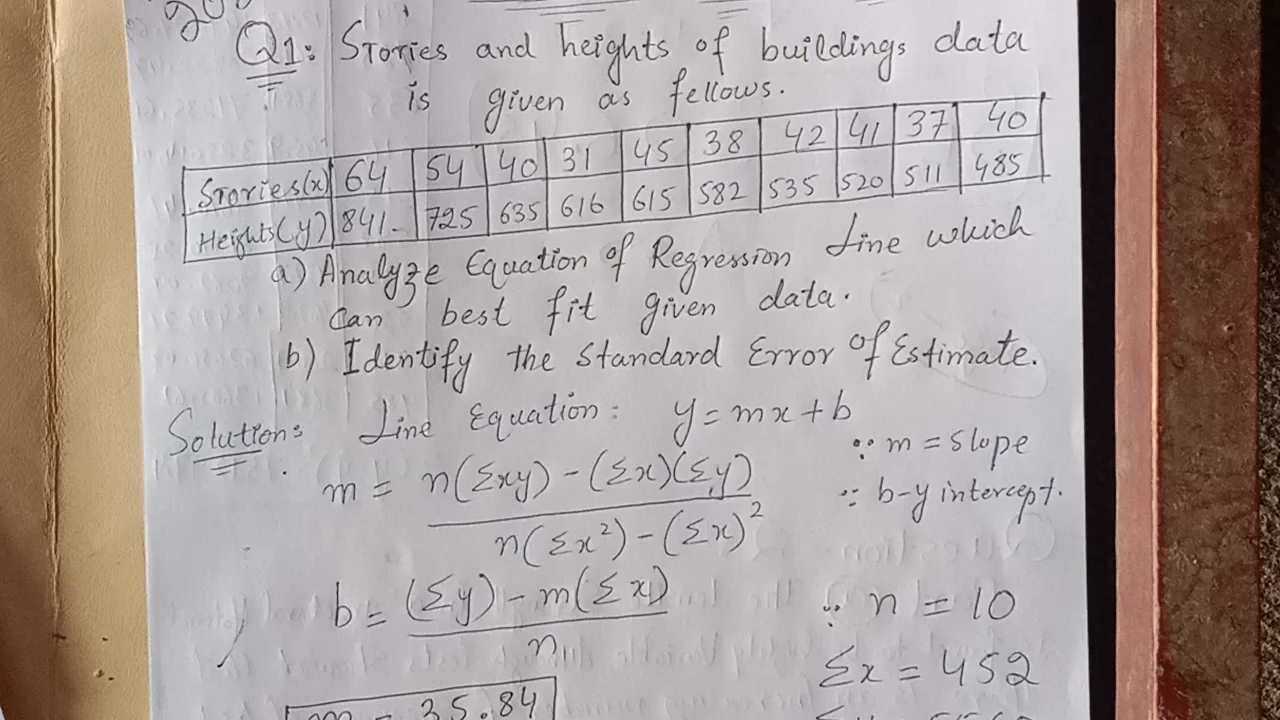 Q1: Stories and heights of buildings data
is given as fellows.
Stories(x) 64 54 40 31 45 38 42 41 37 40
Heights(y) 841. 725 635 616 615 582 535 520 511 485
a) Analyze Equation of Regression Line which
can best fit given data.
b) Identify the Standard Error of Estimate.
Solution: Line Equation: y = mx + b
∵ m = slope
m = n(Σxy) - (Σx)(Σy) / n(Σx²) - (Σx)²
∵ b-y intercept.
b = (Σy) - m(Σx) / n
∵ n = 10
Σx = 452
35.84